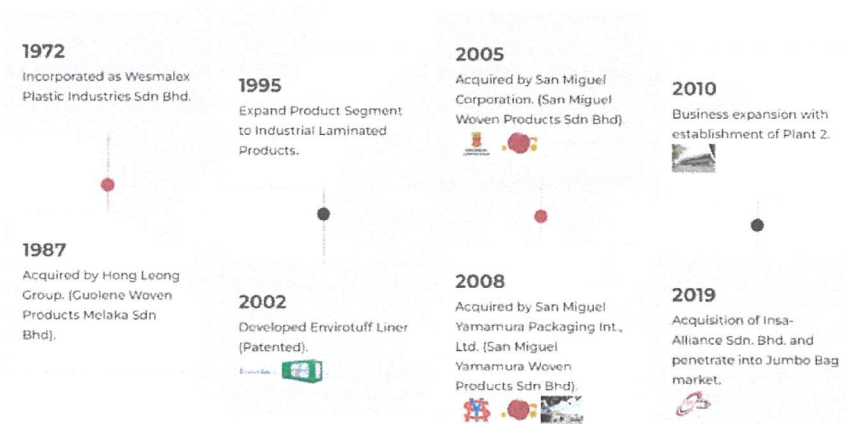 1972
Incorporated as Wesmalex
Plastic Industries Sdn Bhd.
1987
Acquired by Hong Leong
Group. (Guolene Woven
Products Melaka Sdn
Bhd).
1995
Expand Product Segment
to Industrial Laminated
Products.
2002
Developed Envirotuff Liner
(Patented).
2005
Acquired by San Miguel
Corporation. (San Miguel
Woven Products Sdn Bhd).
2008
Acquired by San Miguel
Yamamura Packaging Int.,
Ltd. (San Miguel
Yamamura Woven
Products Sdn Bhd).
2010
Business expansion with
establishment of Plant 2.
2019
Acquisition of Insa-
Alliance Sdn. Bhd. and
penetrate into Jumbo Bag
market.